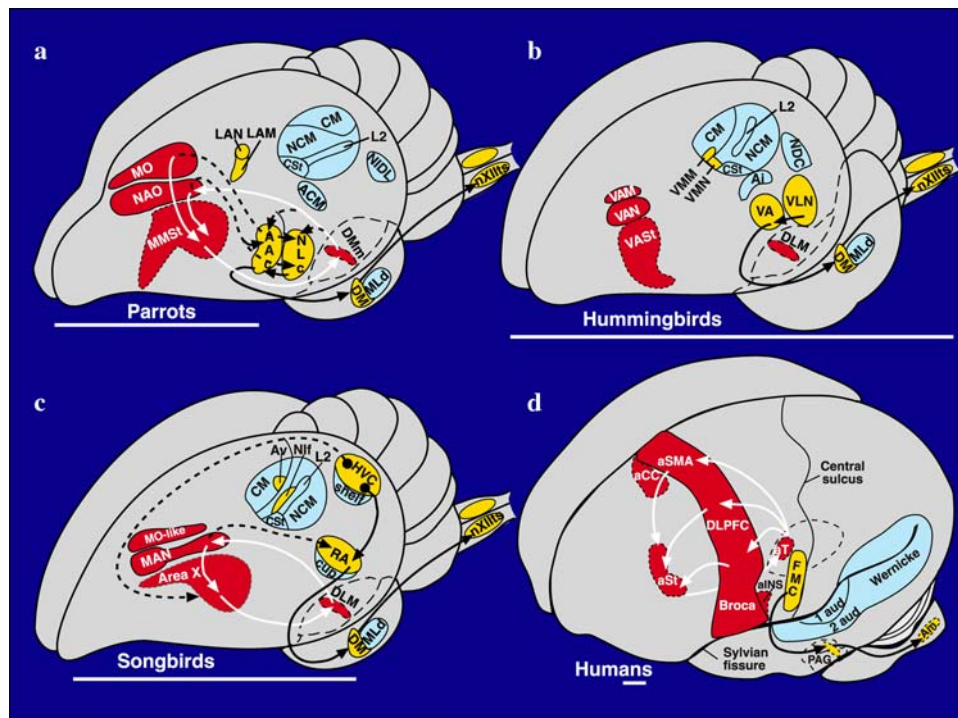 a
LAN LAM
CM
NCM
L2
CSt
NIDL
ACM
MO
NAO
MMSt
A
A
c
N
L
c
DMm
DM
MLd
nXIIts
Parrots
b
CM
L2
NCM
CSt
NDC
Ai
VMM
VMN
VAM
VAN
VASt
VA
VLN
DLM
DM
MLd
nXIIts
Hummingbirds
c
Av
NIf
L2
CM
NCM
CSt
HVC
shelf
MO-like
MAN
Area X
RA
cup
DLM
DM
MLd
nXIIts
Songbirds
d
aSMA
aCC
DLPFC
Central
sulcus
aT
aSt
aINS
F
M
C
Broca
Wernicke
1 aud
2 aud
Sylvian
fissure
PAG
Am
Humans